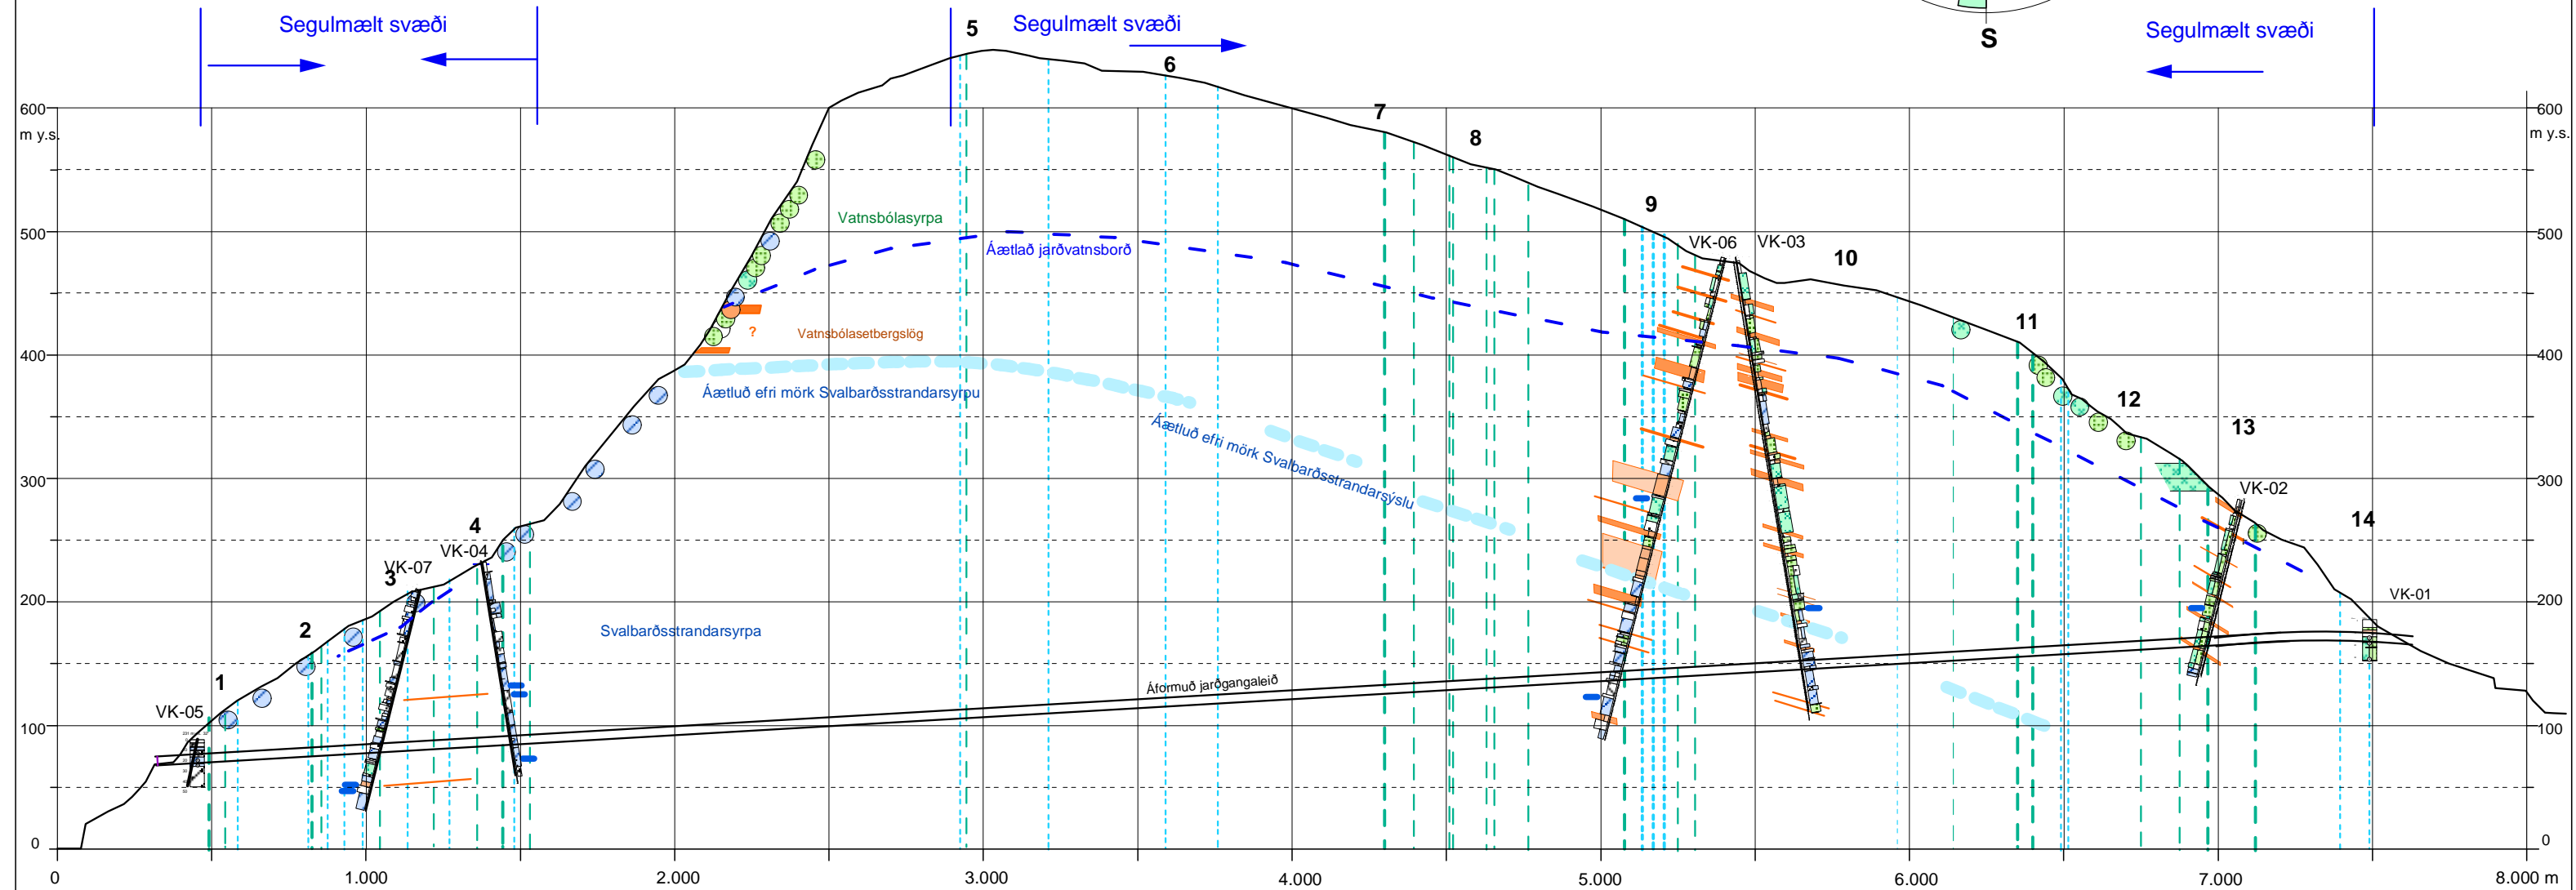 Segulmælt svæði
5
Segulmælt svæði
S
Segulmælt svæði
6
600
m y.s.
7
600
m y.s.
8
9
Vatnsbólasyrpa
500
Áætlað jarðvatnsborð
VK-06
VK-03
10
500
?
Vatnsbólasetbergslög
11
400
400
Áætluð efri mörk Svalbarðsstrandarsyrpu
12
Áætluð efri mörk Svalbarðsstrandarsýslu
13
300
VK-02
300
4
14
VK-04
VK-07
3
VK-01
200
200
2
Svalbarðsstrandarsyrpa
1
Áformuð jarðgangaleið
VK-05
100
100
0
0
0
1.000
2.000
3.000
4.000
5.000
6.000
7.000
8.000 m